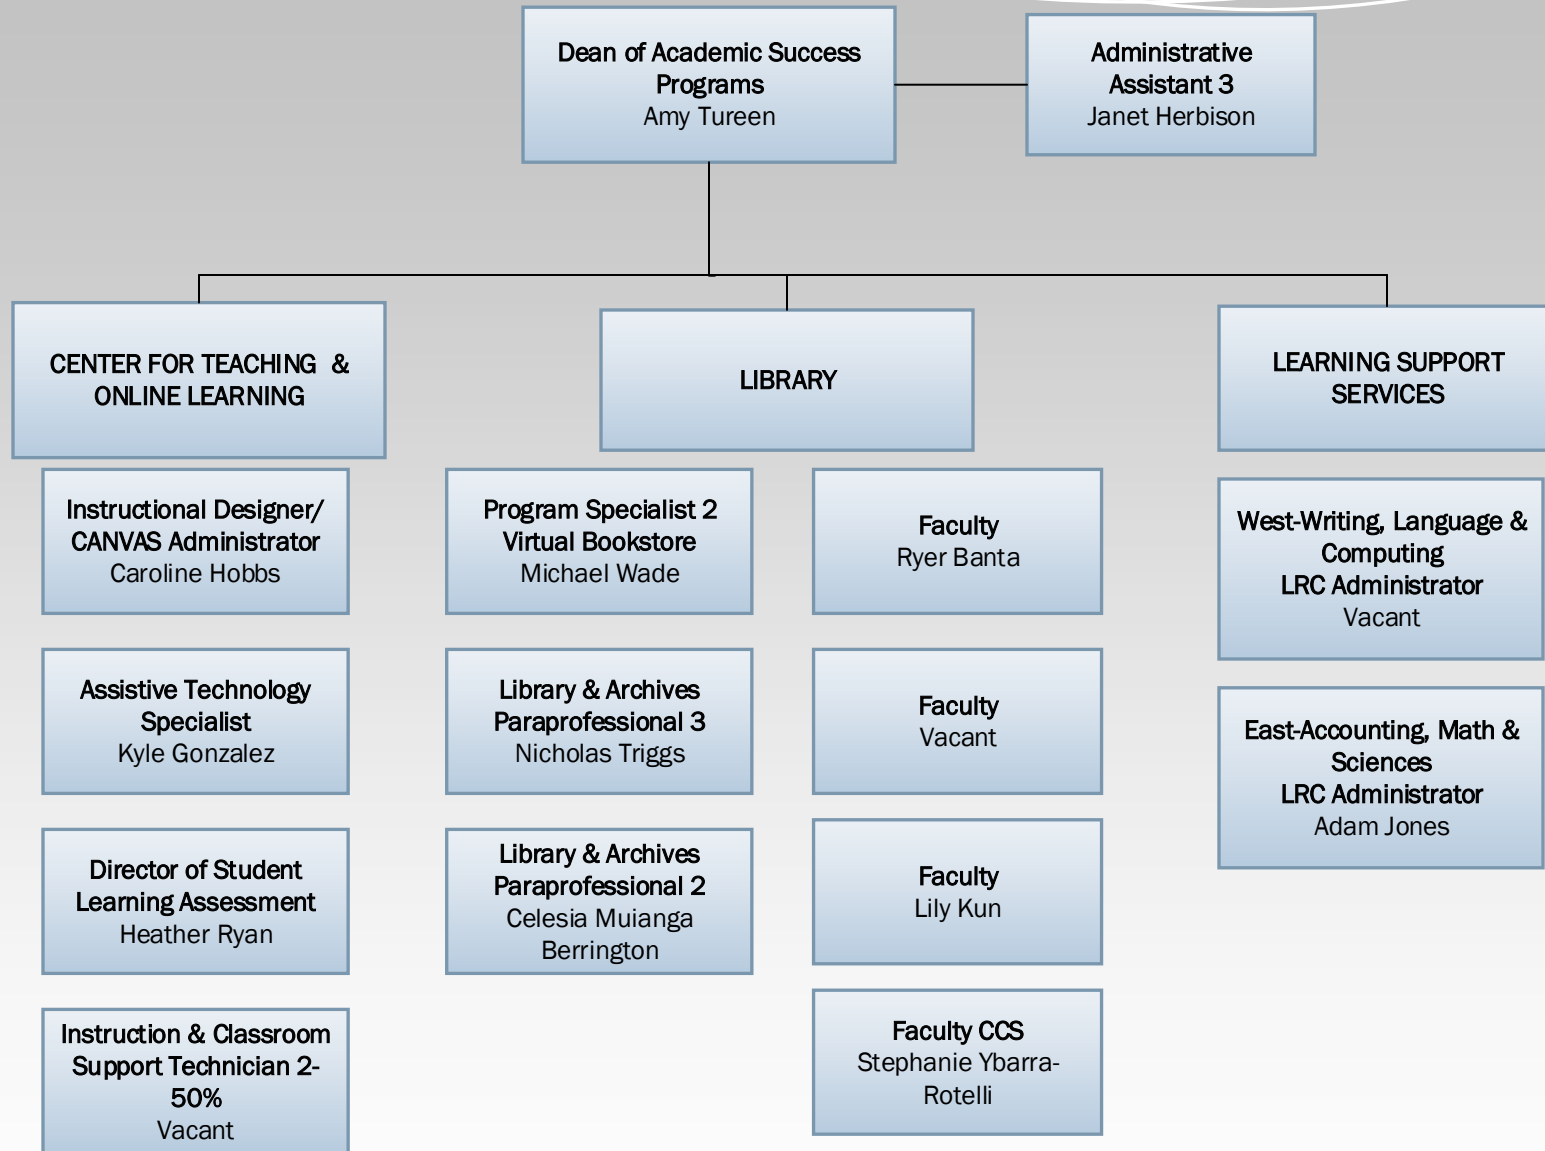 Dean of Academic Success
Programs
Amy Tureen
Administrative
Assistant 3
Janet Herbison
CENTER FOR TEACHING & 
ONLINE LEARNING
LIBRARY
LEARNING SUPPORT
SERVICES
Instructional Designer/
CANVAS Administrator
Caroline Hobbs
Assistive Technology
Specialist
Kyle Gonzalez
Director of Student
Learning Assessment
Heather Ryan
Instruction & Classroom
Support Technician 2-
50%
Vacant
Program Specialist 2
Virtual Bookstore
Michael Wade
Library & Archives
Paraprofessional 3
Nicholas Triggs
Library & Archives
Paraprofessional 2
Celesia Muianga
Berrington
Faculty
Ryer Banta
Faculty
Vacant
Faculty
Lily Kun
Faculty CCS
Stephanie Ybarra-
Rotelli
West-Writing, Language &
Computing
LRC Administrator
Vacant
East-Accounting, Math &
Sciences
LRC Administrator
Adam Jones